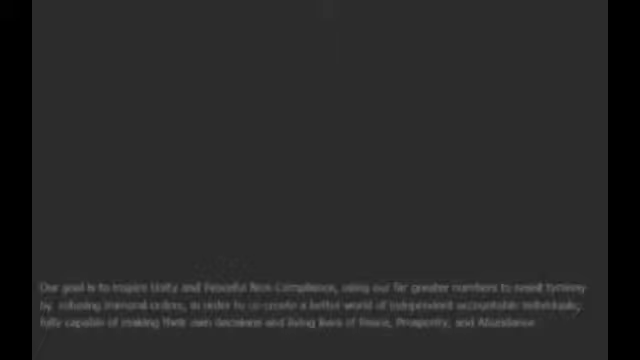 Our goal is to inspire Unity and Peaceful Non Compliance, using our far greater numbers to avoid tyranny
by refusing immoral orders, in order to co-create a better world of independent accountable individuals,
fully capable of making their own decisions and living lives of Peace, Prosperity, and Abundance